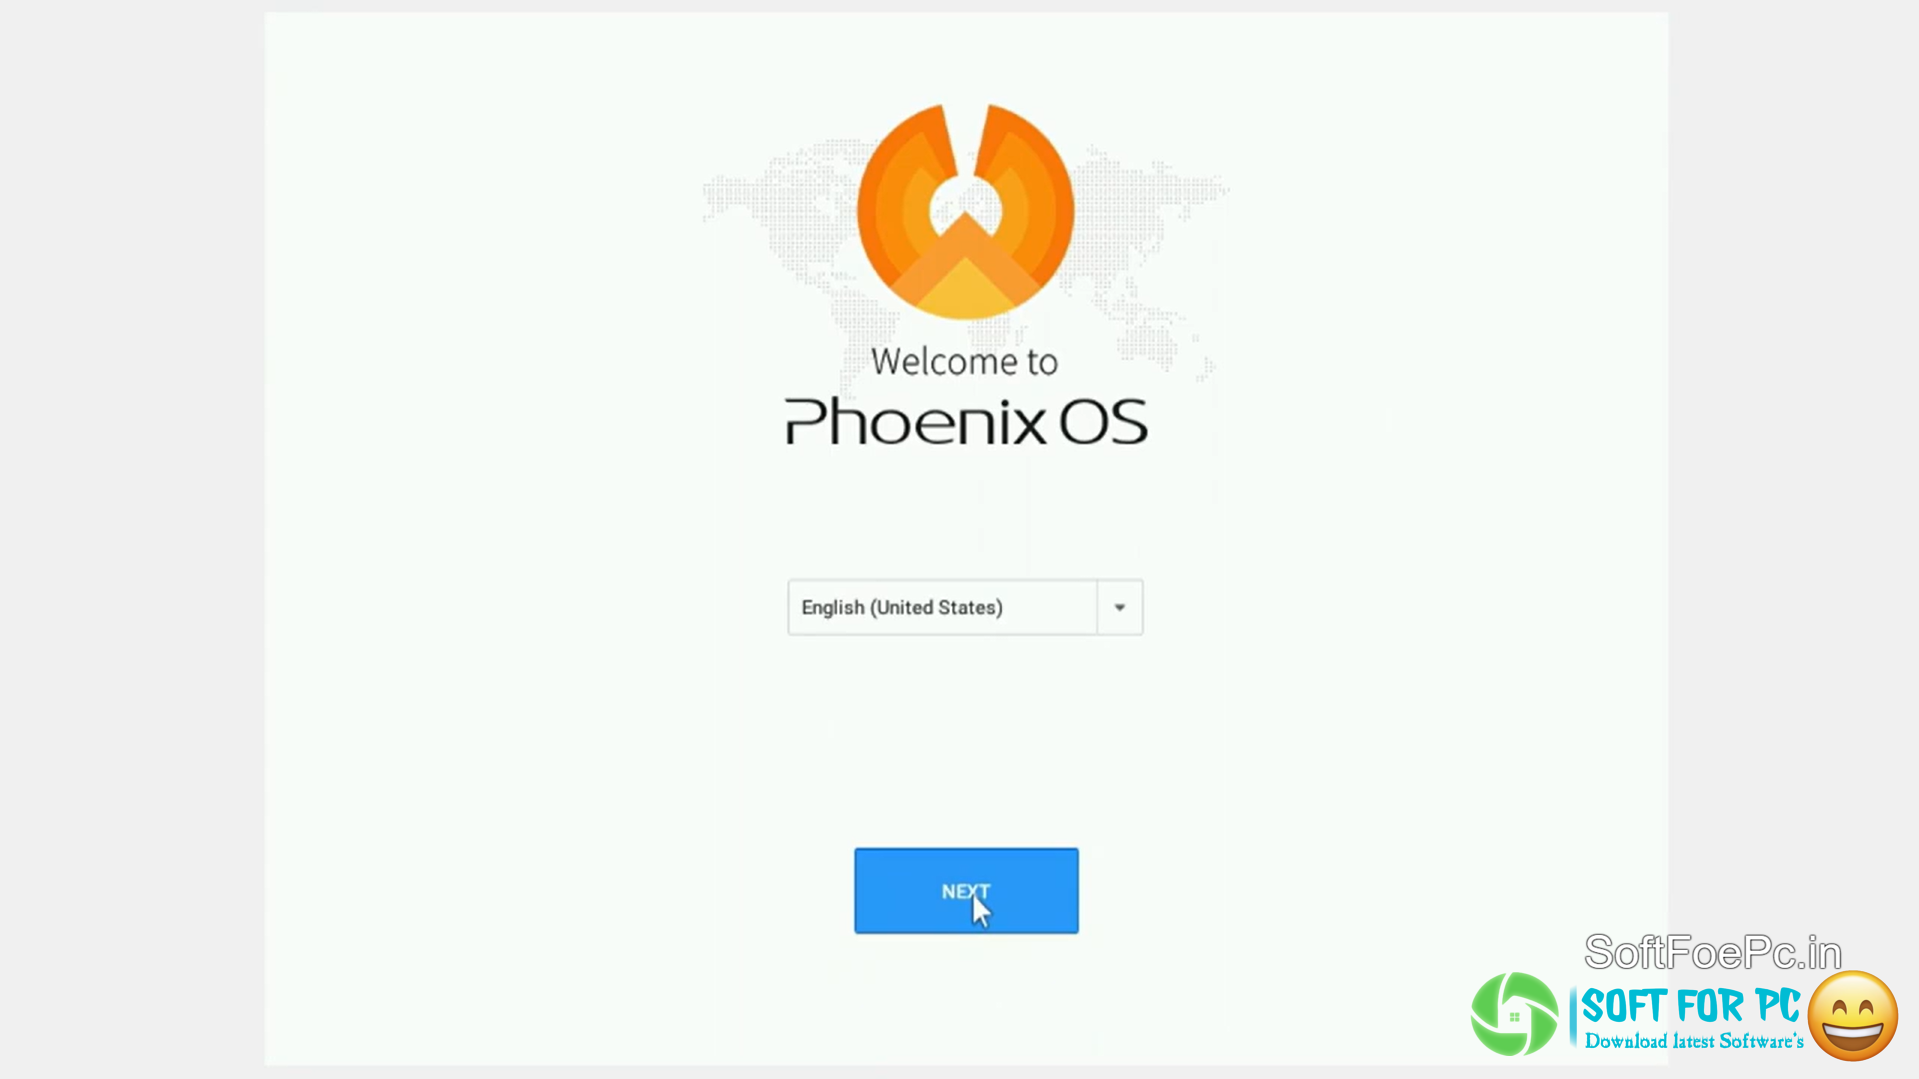 Welcome to
Phoenix OS
English (United States)
NEXT
SoftFoePc.in
SOFT FOR PC
Download latest Software's